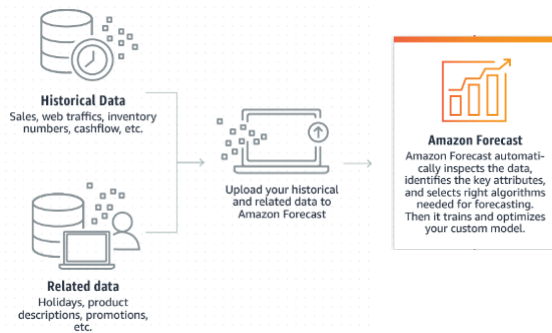 Historical Data
Sales, web traffics, inventory
numbers, cashflow, etc.
Related data
Holidays, product
descriptions, promotions,
etc.
Upload your historical
and related data to
Amazon Forecast
Amazon Forecast
Amazon Forecast automati-
cally inspects the data,
identifies the key attributes,
and selects right algorithms
needed for forecasting.
Then it trains and optimizes
your custom model.